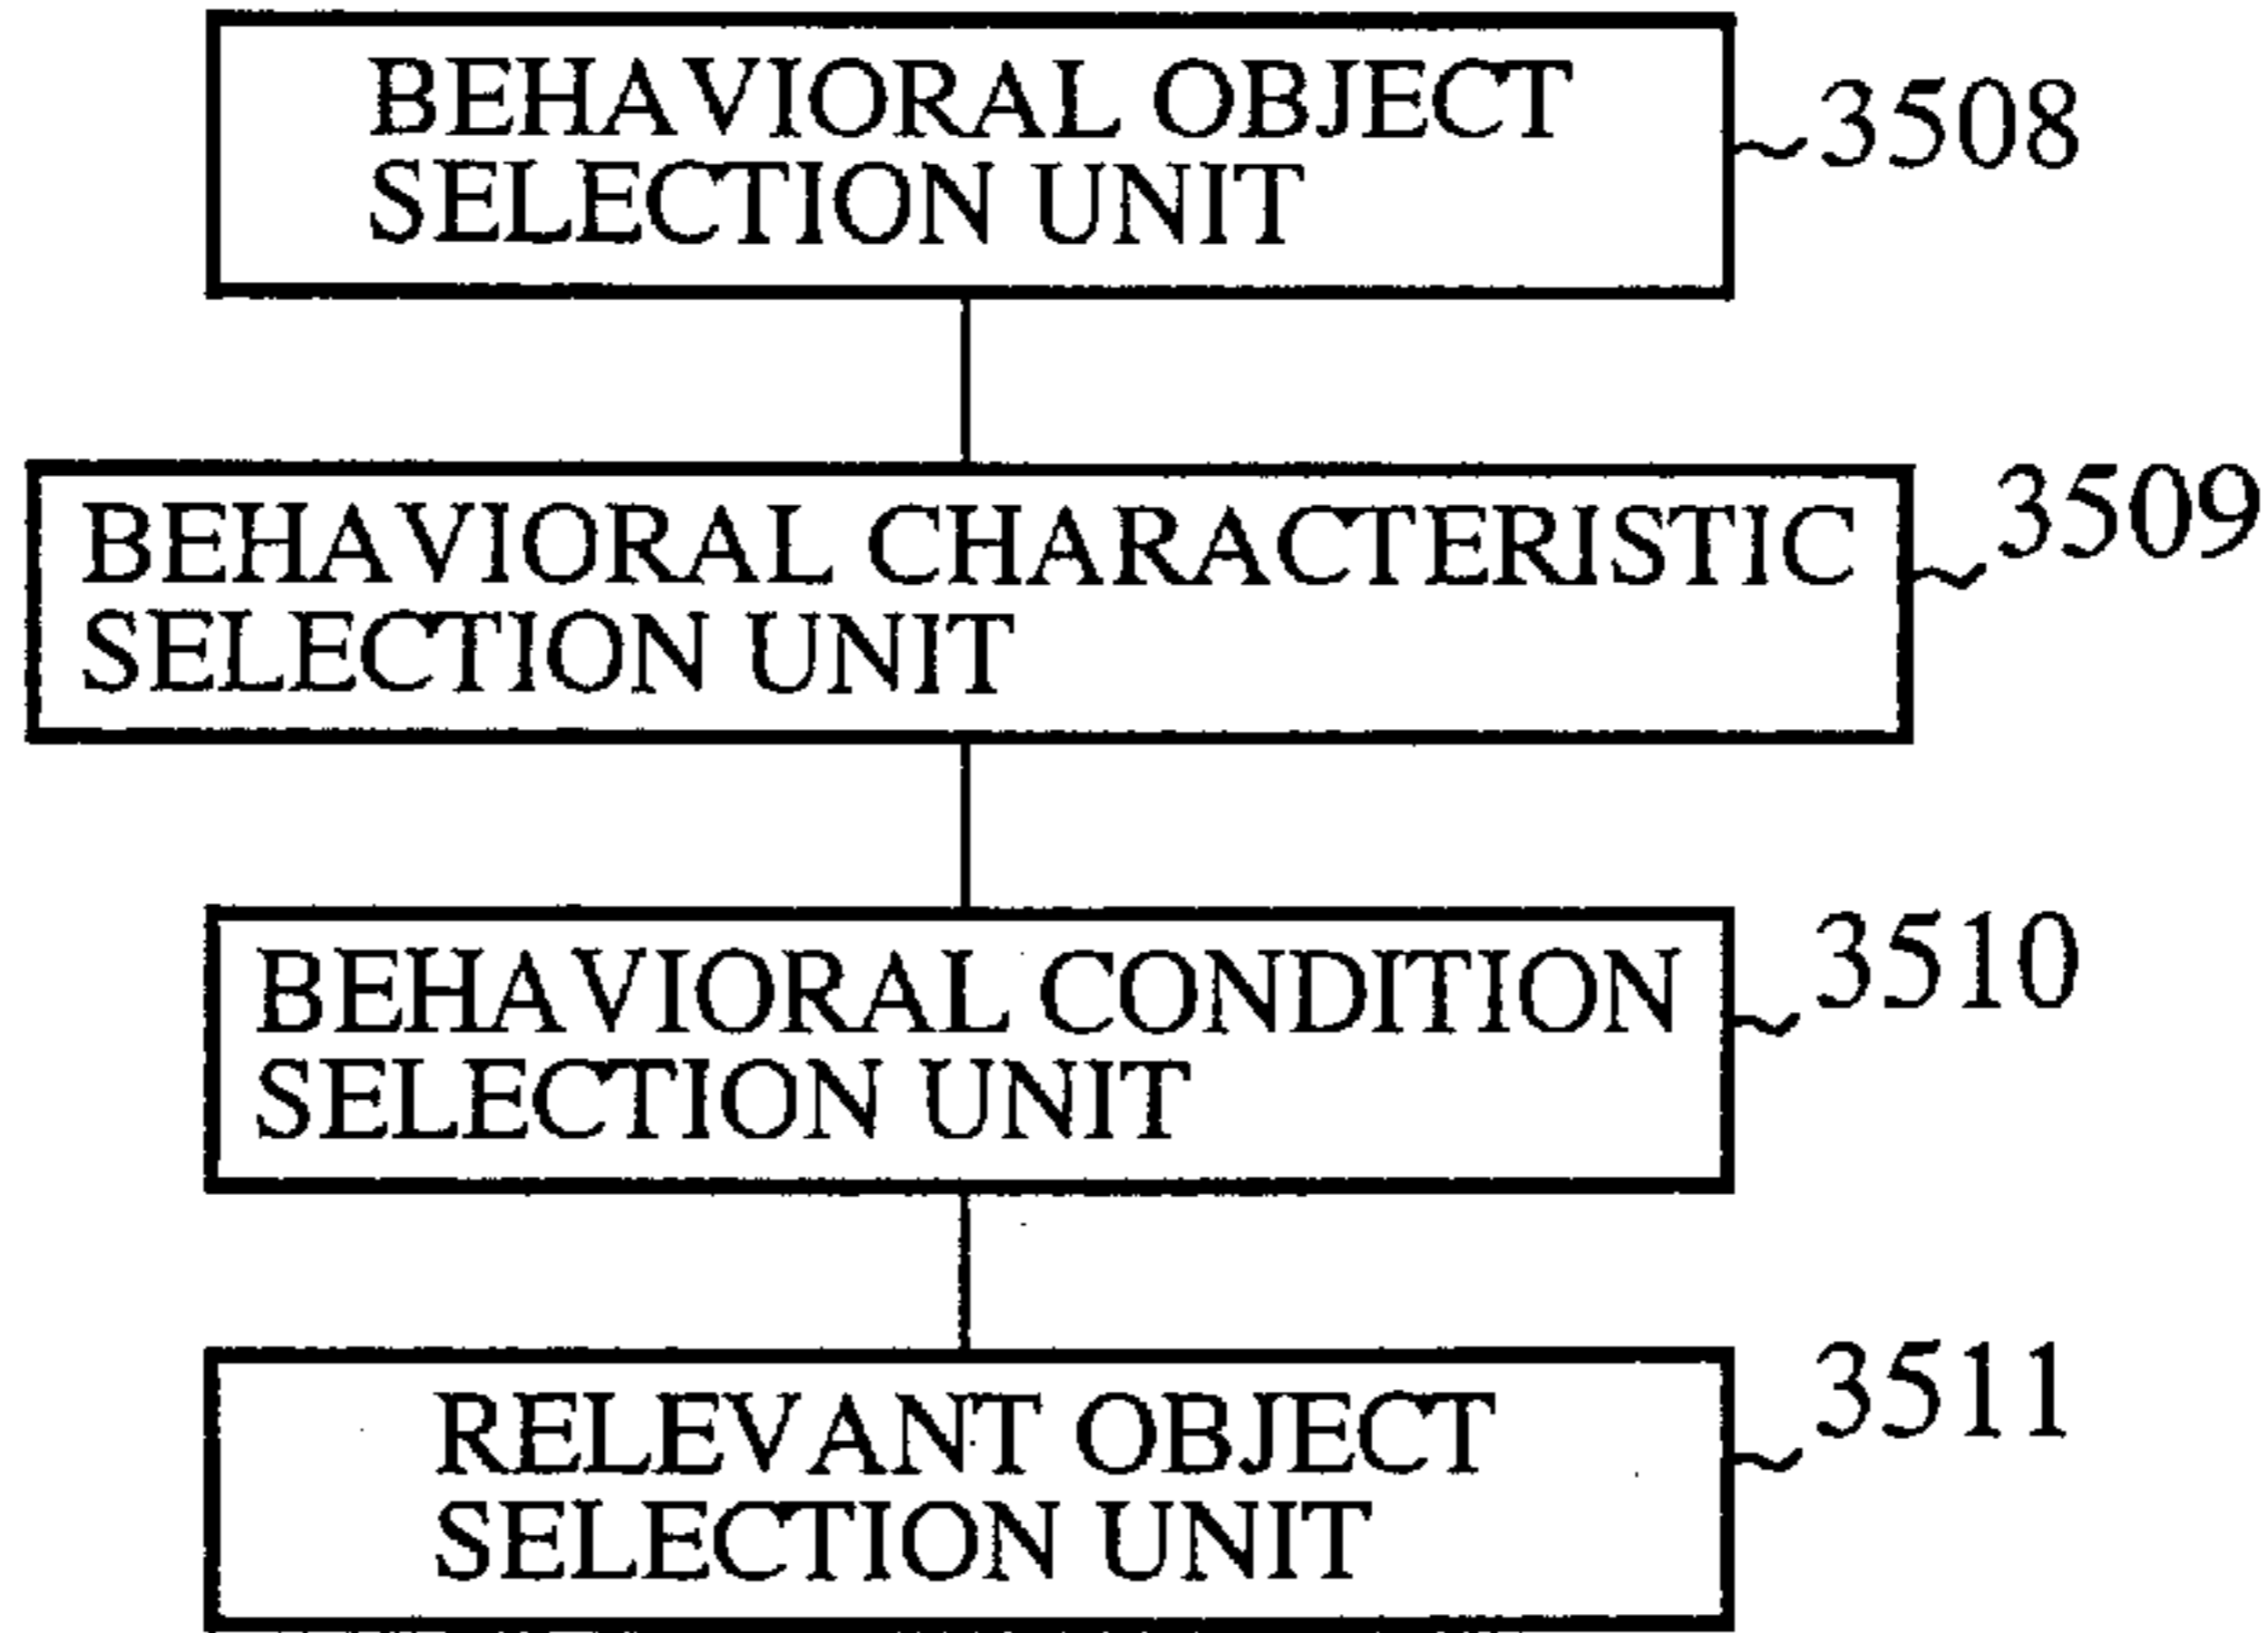 BEHAVIORAL OBJECT
SELECTION UNIT
3508
BEHAVIORAL CHARACTERISTIC
SELECTION UNIT
3509
BEHAVIORAL CONDITION
SELECTION UNIT
3510
RELEVANT OBJECT
SELECTION UNIT
3511